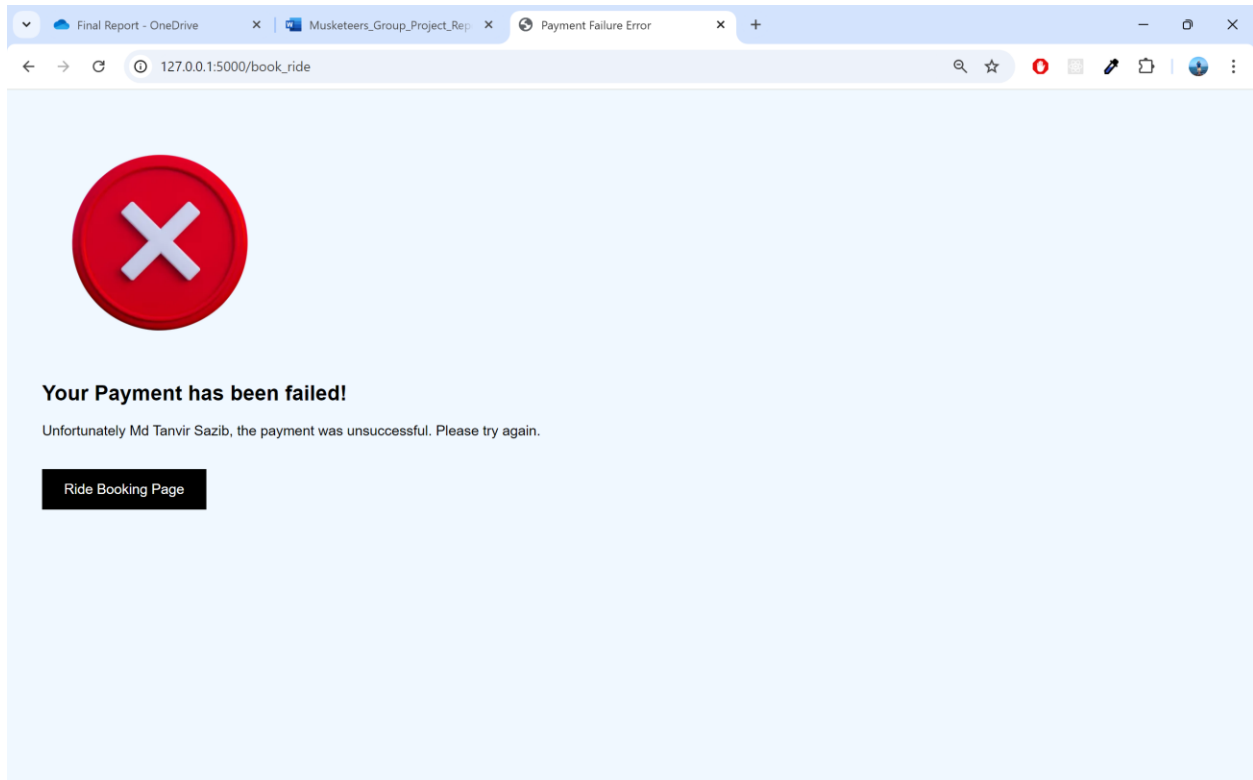 Final Report - OneDrive
Musketeers_Group_Project_Rep
Payment Failure Error
127.0.0.1:5000/book_ride
Your Payment has been failed!
Unfortunately Md Tanvir Sazib, the payment was unsuccessful. Please try again.
Ride Booking Page